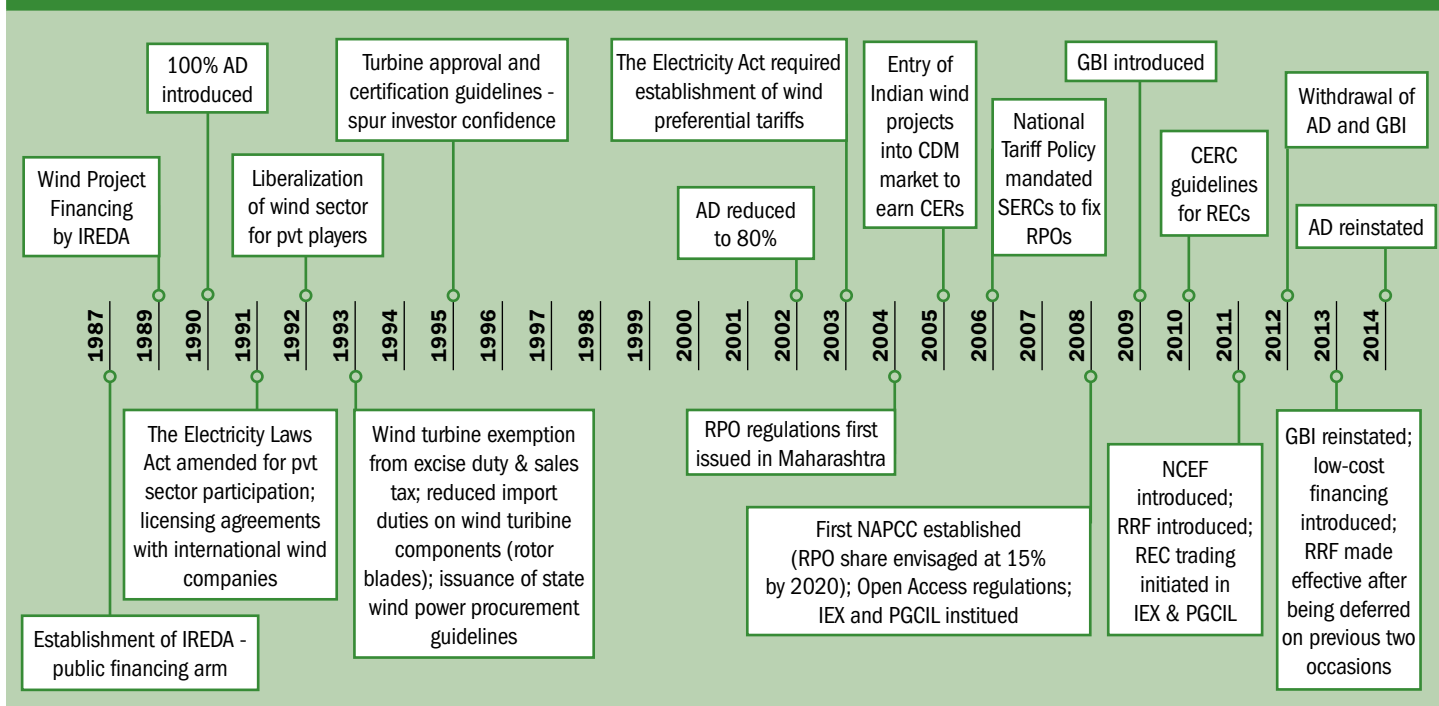 100% AD
introduced
Turbine approval and
certification guidelines -
spur investor confidence
The Electricity Act required
establishment of wind
preferential tariffs
Entry of
Indian wind
projects
into CDM
market to
earn CERs
GBI introduced
Withdrawal of
AD and GBI
Wind Project
Financing
by IREDA
Liberalization
of wind sector
for pvt players
AD reduced
to 80%
National
Tariff Policy
mandated
SERCs to fix
RPOs
CERC
guidelines
for RECs
AD reinstated
1987
1989
1990
1991
1992
1993
1994
1995
1996
1997
1998
1999
2000
2001
2002
2003
2004
2005
2006
2007
2008
2009
2010
2011
2012
2013
2014
Establishment of IREDA -
public financing arm
The Electricity Laws
Act amended for pvt
sector participation;
licensing agreements
with international wind
companies
Wind turbine exemption
from excise duty & sales
tax; reduced import
duties on wind turibine
components (rotor
blades); issuance of state
wind power procurement
guidelines
RPO regulations first
issued in Maharashtra
First NAPCC established
(RPO share envisaged at 15%
by 2020); Open Access regulations;
IEX and PGCIL institued
NCEF
introduced;
RRF introduced;
REC trading
initiated in
IEX & PGCIL
GBI reinstated;
low-cost
financing
introduced;
RRF made
effective after
being deferred
on previous two
occasions